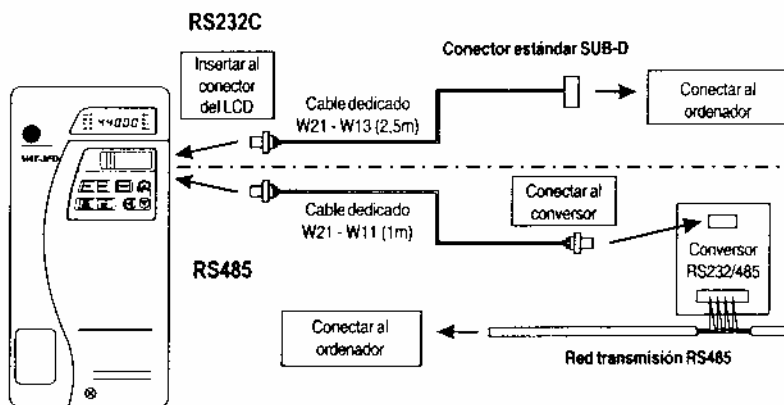 RS232C
Insertar al
conector
del LCD
Conector estándar SUB-D
Conectar al
ordenador
Cable dedicado
W21 - W13 (2,5m)
Cable dedicado
W21 - W11 (1m)
Conectar al
conversor
Conversor
RS232/485
RS485
Conectar al
ordenador
Red transmisión RS485